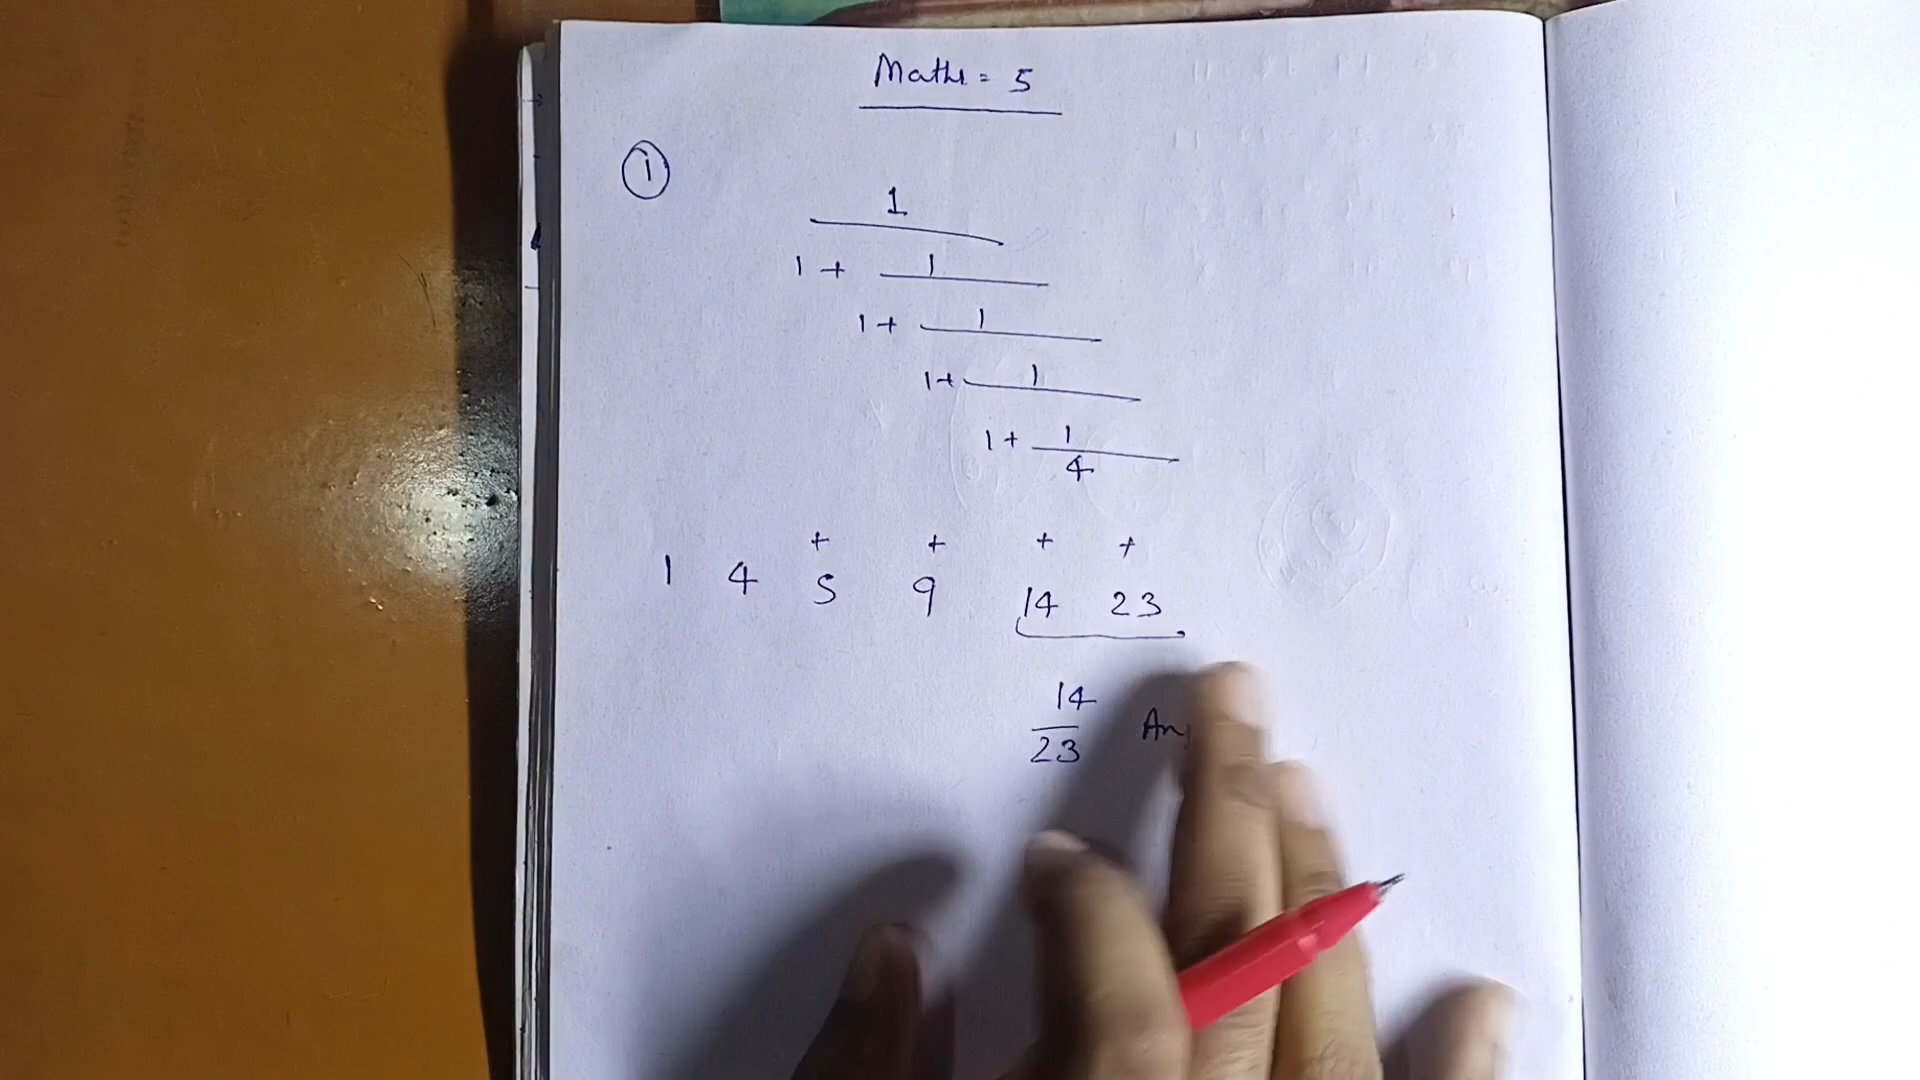 Maths = 5
1
1
1 + 1
1 + 1
1 + 1
1 + 1
4
+ + + +
1 4 5 9 14 23
14
23 An